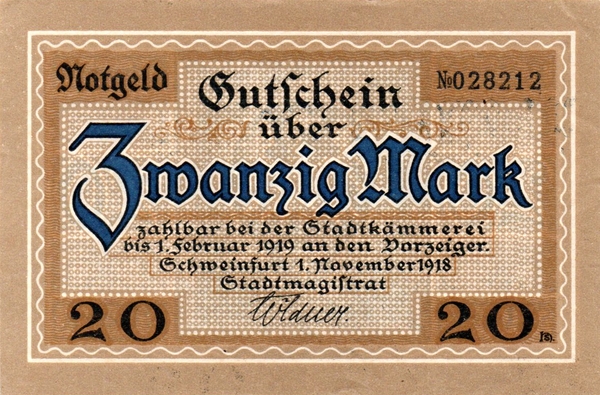 Notgeld
Gutschein
№028212
über
Zwanzig Mark
zahlbar bei der Stadtkämmerei
bis 1. Februar 1919 an den Vorzeiger.
Schweinfurt 1. November 1918
Stadtmagistrat
20
20